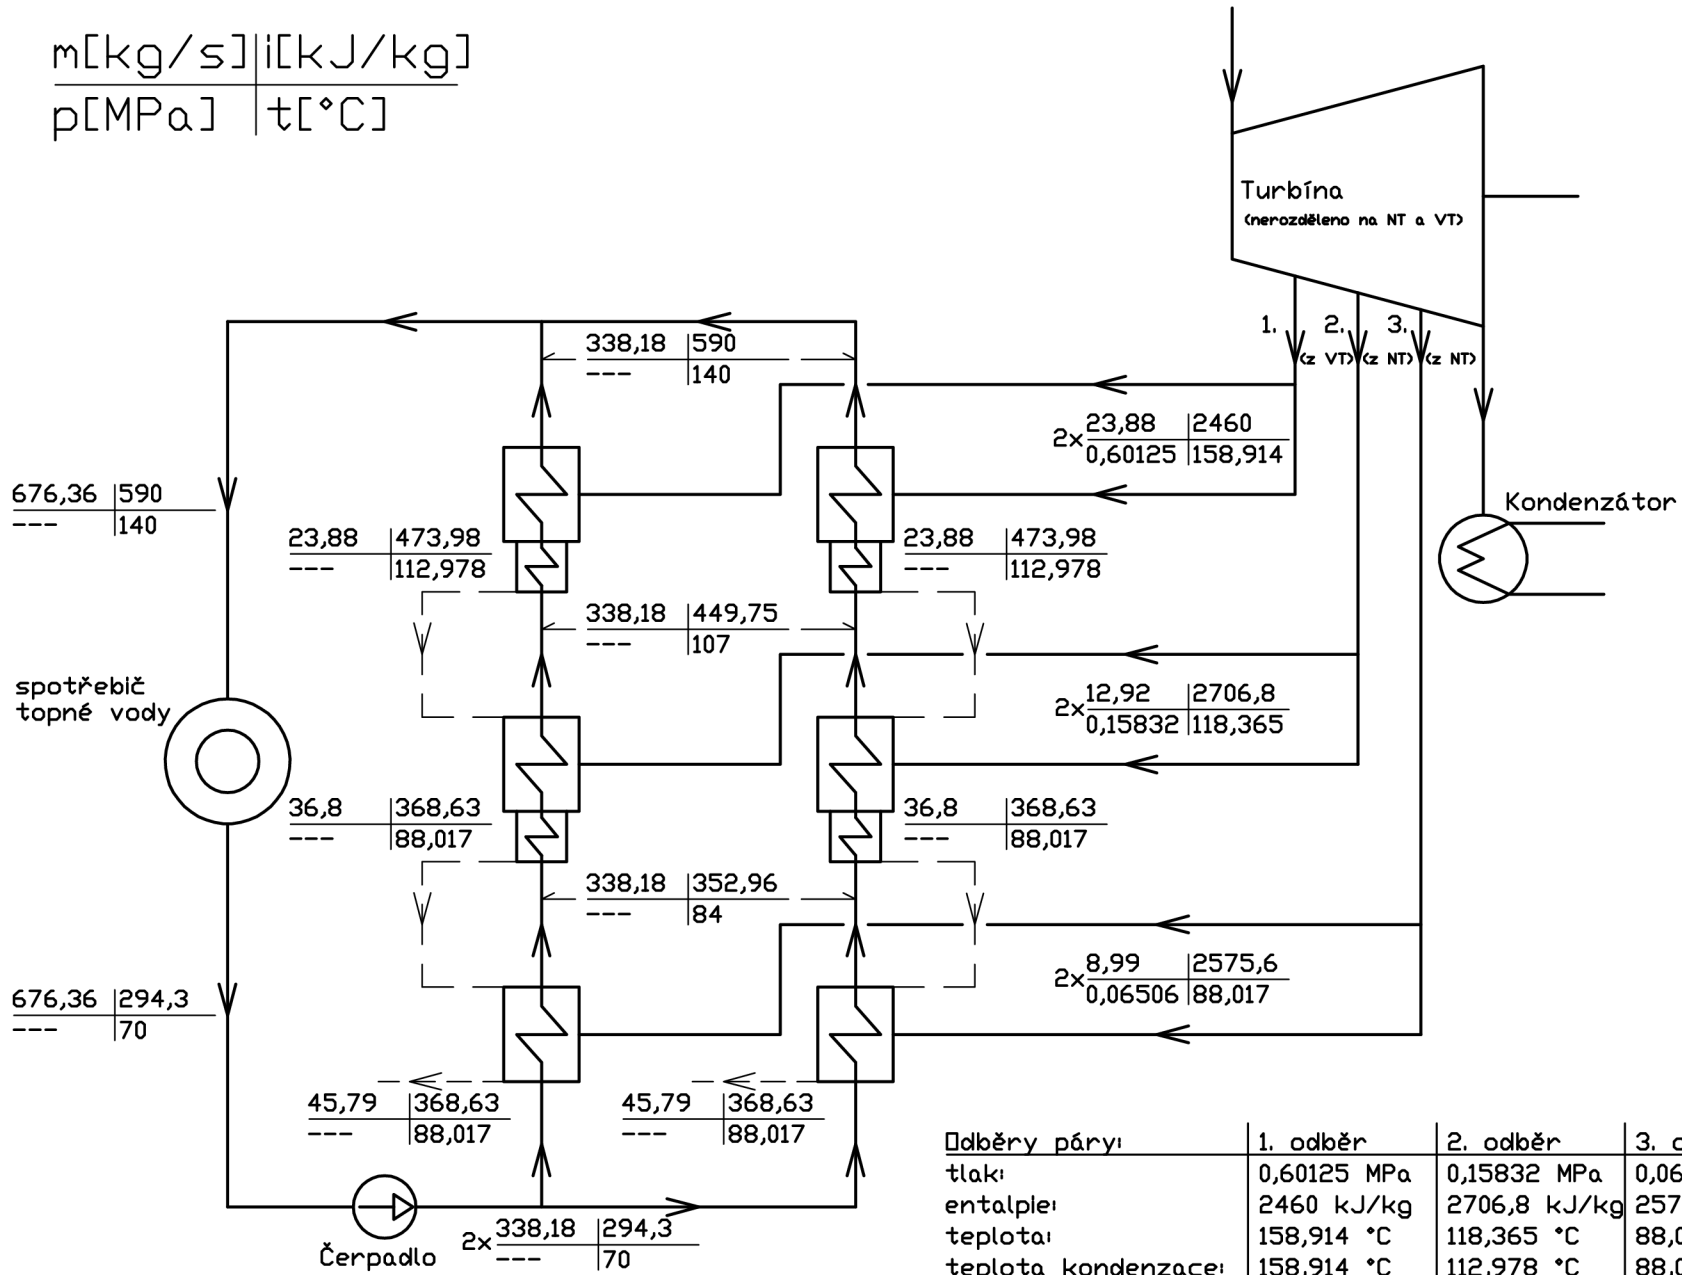 m[kg/s] i[kJ/kg]
p[MPa] t[°C]
Turbína
(nerozděleno na NT a VT)
1. 2. 3.
(z VT) (z NT) (z NT)
338,18 590
--- 140
2x 23,88 2460
0,60125 158,914
676,36 590
--- 140
Kondenzátor
23,88 473,98
--- 112,978
23,88 473,98
--- 112,978
338,18 449,75
--- 107
spotřebič
topné vody
2x 12,92 2706,8
0,15832 118,365
36,8 368,63
--- 88,017
36,8 368,63
--- 88,017
338,18 352,96
--- 84
2x 8,99 2575,6
0,06506 88,017
676,36 294,3
--- 70
45,79 368,63
--- 88,017
45,79 368,63
--- 88,017
Čerpadlo
2x 338,18 294,3
--- 70
Odběry páry: 1. odběr 2. odběr 3.
tlak: 0,60125 MPa 0,15832 MPa
entalpie: 2460 kJ/kg 2706,8 kJ/kg
teplota: 158,914 °C 118,365 °C
teplota kondenzace: 158,914 °C 112,978 °C